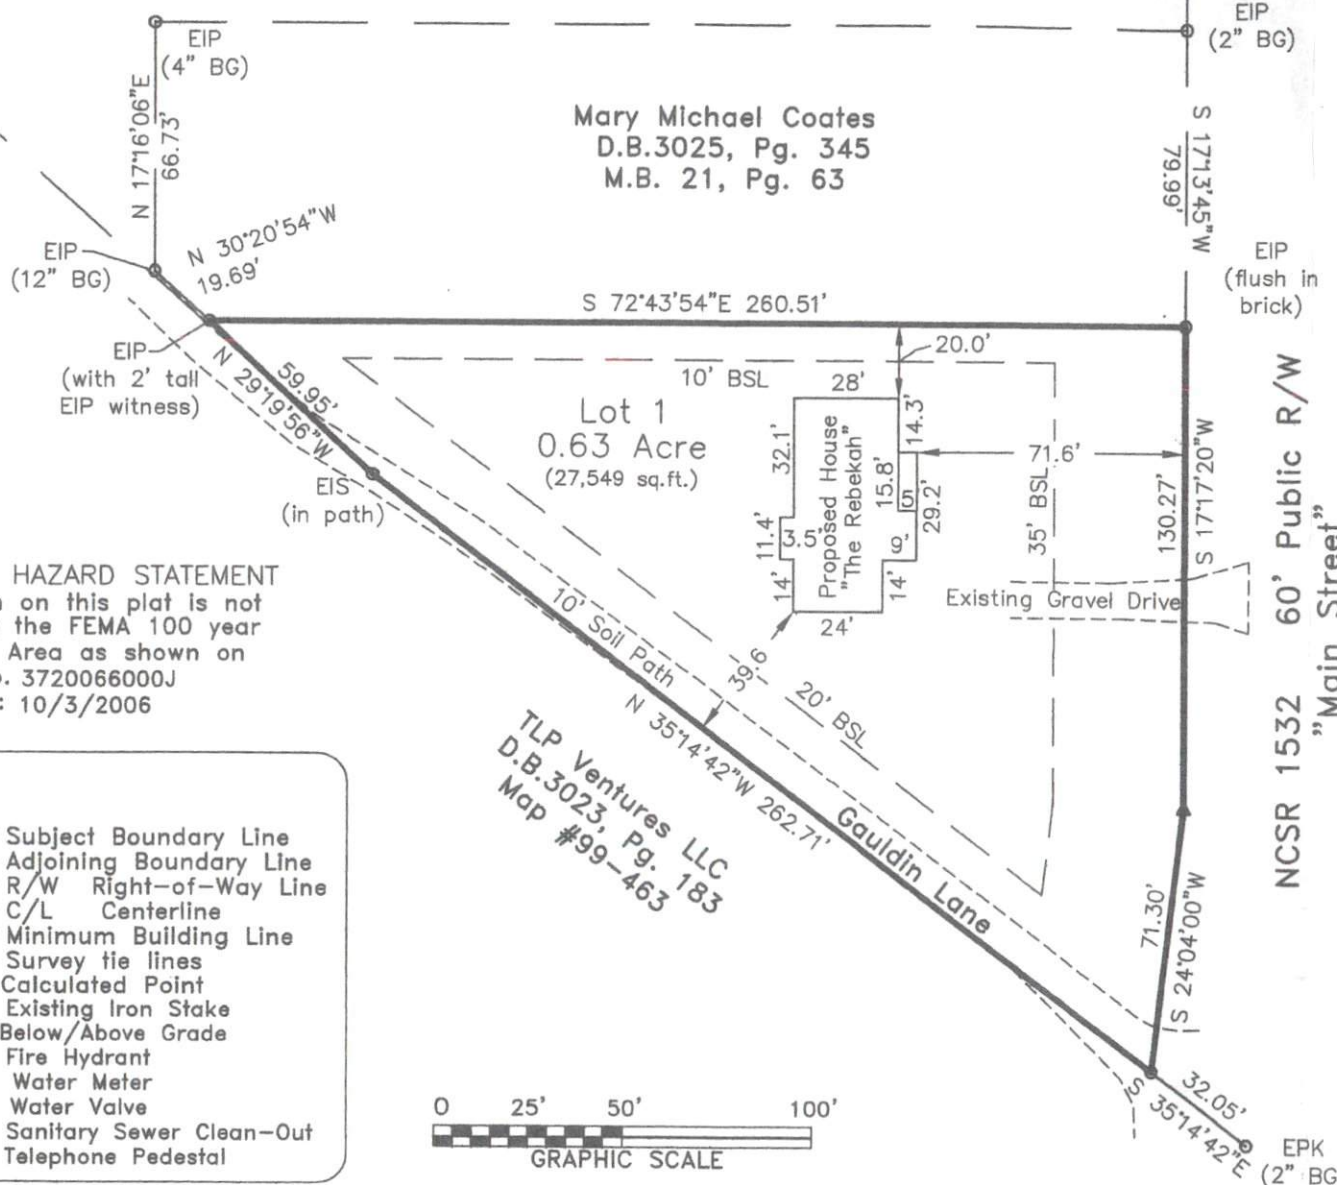 EIP
(4" BG)
EIP
(2" BG)
N 17°16'06"E
66.73'
Mary Michael Coates
D.B.3025, Pg. 345
M.B. 21, Pg. 63
S 17°13'45"W
79.99'
EIP
(12" BG)
N 30°20'54"W
19.69'
EIP
(flush in
brick)
S 72°43'54"E 260.51'
EIP
(with 2' tall
EIP witness)
59.95'
N 29°19'56"W
EIS
(in path)
20.0'
10' BSL
28'
Lot 1
0.63 Acre
(27,549 sq.ft.)
32.1'
14.3'
15.8'
5'
29.2'
9'
14'
24'
14'
11.4'
3.5'
Proposed House
"The Rebekah"
71.6'
35' BSL
130.27'
S 17°17'20"W
Existing Gravel Drive
NCSR 1532 60' Public R/W
"Main Street"
HAZARD STATEMENT
on this plat is not
the FEMA 100 year
Area as shown on
3720066000J
: 10/3/2006
10' Soil Path
39.6
20' BSL
N 35°14'42"W 262.71'
TLP Ventures LLC
D.B.3023, Pg. 183
Map #99-463
Gauldin Lane
71.30'
S 24°04'00"W
Subject Boundary Line
Adjoining Boundary Line
R/W Right-of-Way Line
C/L Centerline
Minimum Building Line
Survey tie lines
Calculated Point
Existing Iron Stake
Below/Above Grade
Fire Hydrant
Water Meter
Water Valve
Sanitary Sewer Clean-Out
Telephone Pedestal
0 25' 50' 100'
GRAPHIC SCALE
32.05'
S 35°14'42"E
EPK
(2" BG